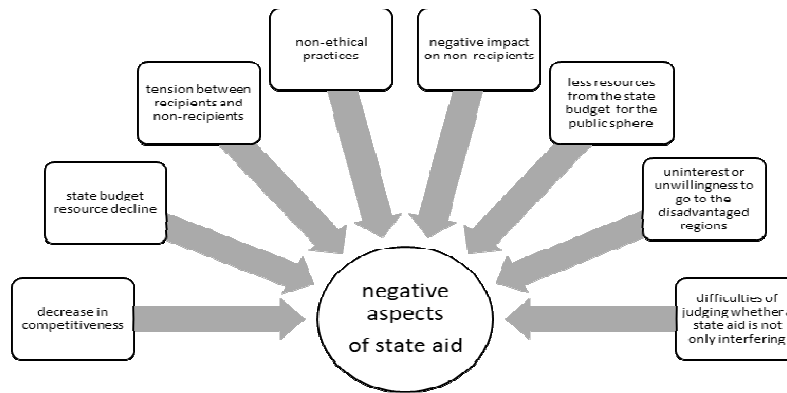 non-ethical
practices
negative impact
on non-recipients
tension between
recipients and
non-recipients
less resources
from the state
budget for the
public sphere
state budget
resource decline
uninterest or
unwillingness to
go to the
disadvantaged
regions
decrease in
competitiveness
negative
aspects
of state aid
difficulties of
judging whether a
state aid is not
only interfering